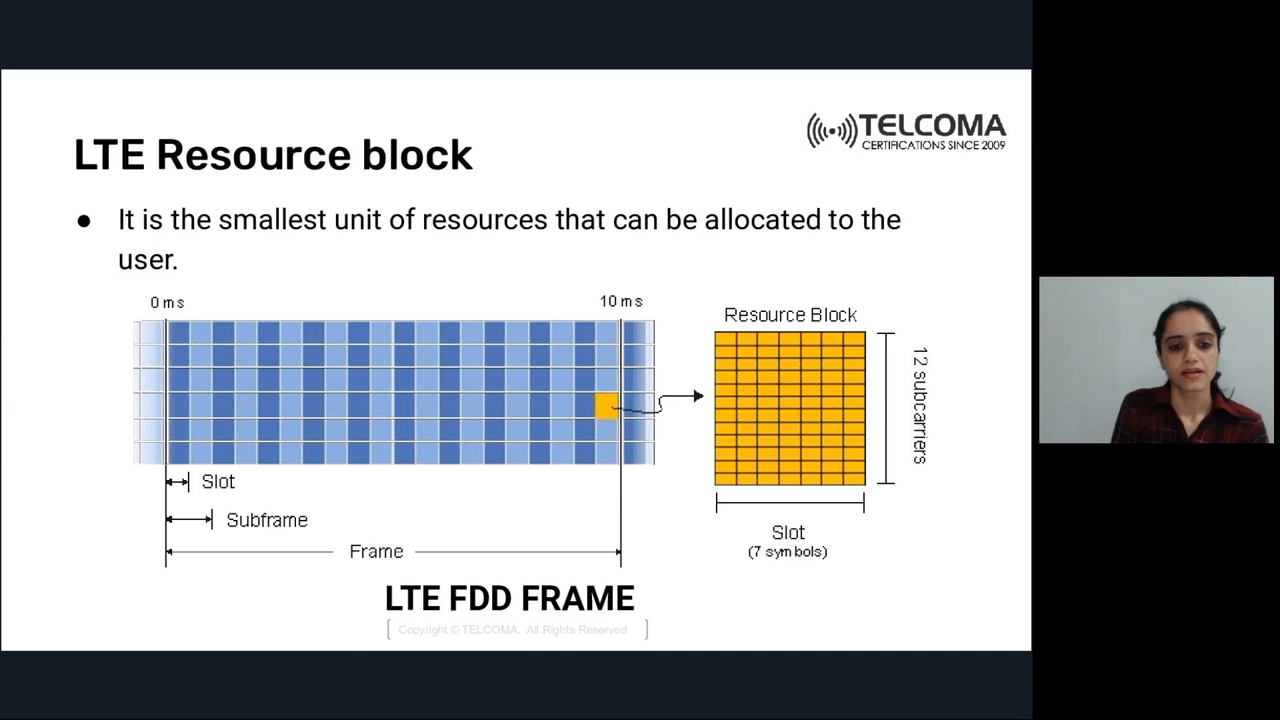 TELCOMA
CERTIFICATIONS SINCE 2009
LTE Resource block
● It is the smallest unit of resources that can be allocated to the
user.
0 ms
10 ms
Resource Block
12 subcarriers
Slot
Subframe
Frame
Slot
(7 symbols)
LTE FDD FRAME
Copyright © TELCOMA. All Rights Reserved